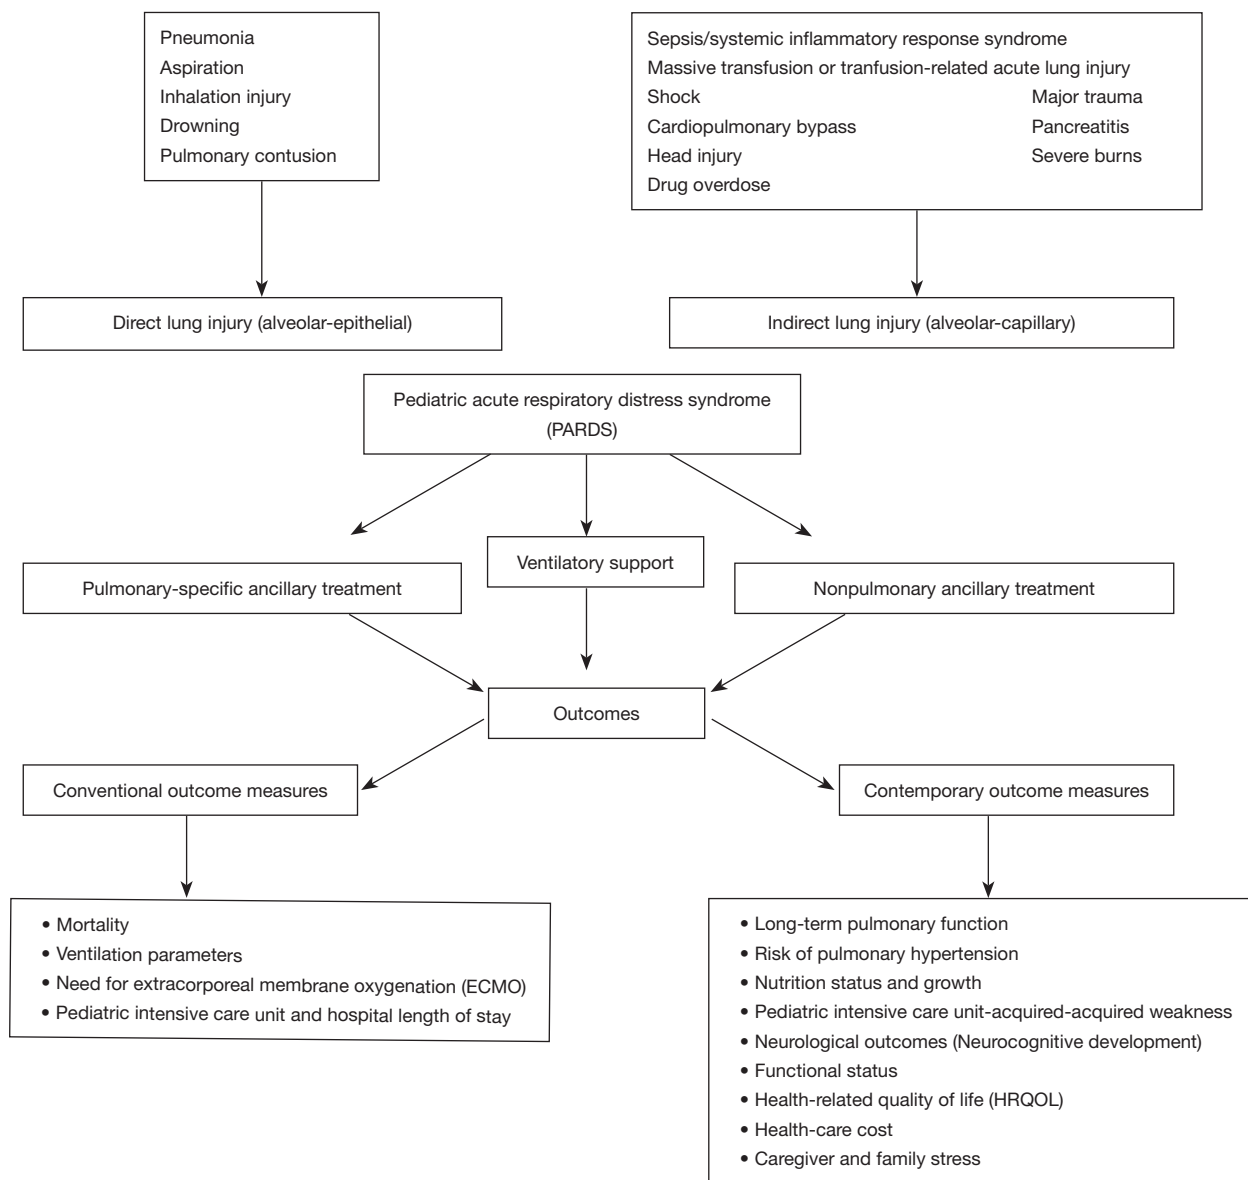 Pneumonia
Aspiration
Inhalation injury
Drowning
Pulmonary contusion
Sepsis/systemic inflammatory response syndrome
Massive transfusion or tranfusion-related acute lung injury
Shock
Major trauma
Cardiopulmonary bypass
Pancreatitis
Head injury
Severe burns
Drug overdose
Direct lung injury (alveolar-epithelial)
Indirect lung injury (alveolar-capillary)
Pediatric acute respiratory distress syndrome
(PARDS)
Pulmonary-specific ancillary treatment
Ventilatory support
Nonpulmonary ancillary treatment
Outcomes
Conventional outcome measures
Contemporary outcome measures
• Mortality
• Ventilation parameters
• Need for extracorporeal membrane oxygenation (ECMO)
• Pediatric intensive care unit and hospital length of stay
• Long-term pulmonary function
• Risk of pulmonary hypertension
• Nutrition status and growth
• Pediatric intensive care unit-acquired-acquired weakness
• Neurological outcomes (Neurocognitive development)
• Functional status
• Health-related quality of life (HRQOL)
• Health-care cost
• Caregiver and family stress